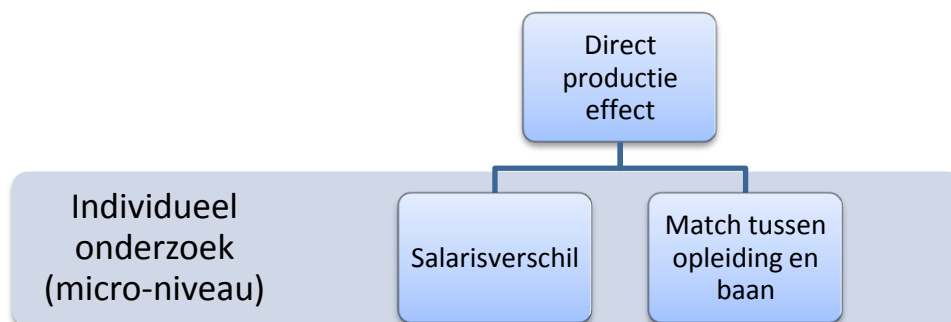 Direct
productie
effect
Individueel
onderzoek
(micro-niveau)
Salarisverschil
Match tussen
opleiding en
baan